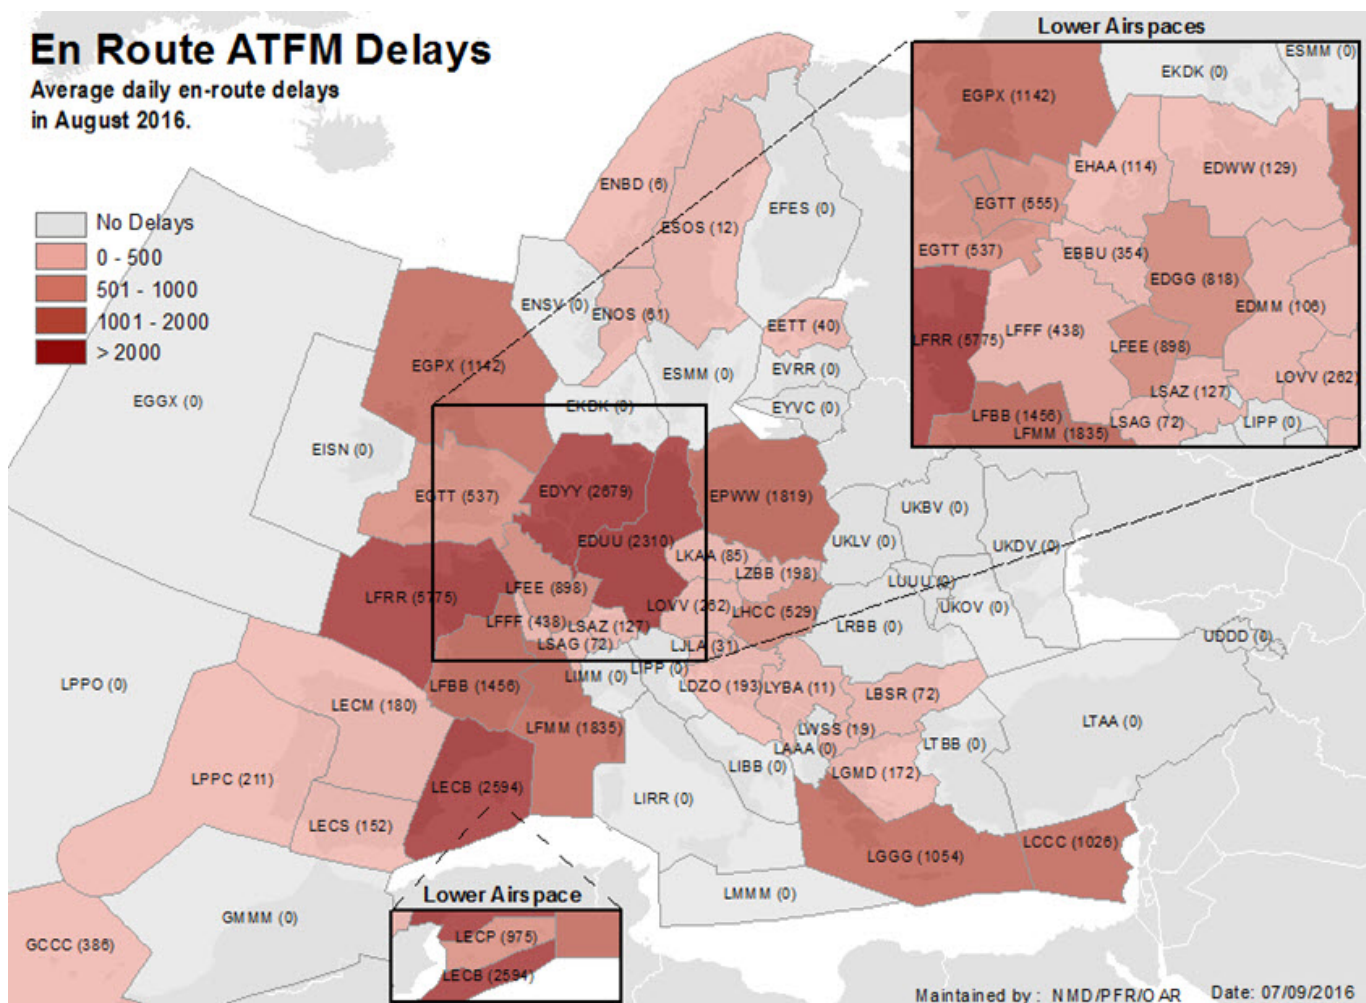 En Route ATFM Delays
Average daily en-route delays
in August 2016.
No Delays
0 - 500
501 - 1000
1001 - 2000
> 2000
Lower Airspaces
ESMM (0)
EKDK (0)
EGPX (1142)
EHAA (114)
EDWW (129)
EGTT (555)
EGTT (537)
EBBU (354)
EDGG (818)
EDMM (106)
LFRR (5775)
LFFF (438)
LFEE (898)
LSAZ (127)
LOVV (262)
LFBB (1456)
LSAG (72)
LIPP (0)
LFMM (1835)
ENBD (6)
ESOS (12)
EFES (0)
ENSV (0)
ENOS (61)
EETT (40)
EGPX (1142)
ESMM (0)
EVRR (0)
EGGX (0)
EKDK (0)
EYVC (0)
EISN (0)
EGTT (537)
EDYY (2679)
EPWW (1819)
UKBV (0)
EDUU (2310)
UKLV (0)
UKDV (0)
LKAA (85)
LZBB (198)
LUUU (0)
LFRR (5775)
LFEE (898)
LOVV (262)
LHCC (529)
UKOV (0)
LFFF (438)
LSAZ (127)
LRBB (0)
LSAG (72)
LJLA (31)
UDDD (0)
LPPO (0)
LFBB (1456)
LIMM (0)
LIPP (0)
LDZO (193)
LYBA (11)
LBSR (72)
LECM (180)
LFMM (1835)
LWSS (19)
LTAA (0)
LAAA (0)
LTBB (0)
LPPC (211)
LIBB (0)
LGMD (172)
LECB (2594)
LIRR (0)
LECS (152)
LGGG (1054)
LCCC (1026)
Lower Airspace
LMMM (0)
GMMM (0)
LECP (975)
GCCC (386)
LECB (2594)
Maintained by : NMD/PFR/OAR Date: 07/09/2016